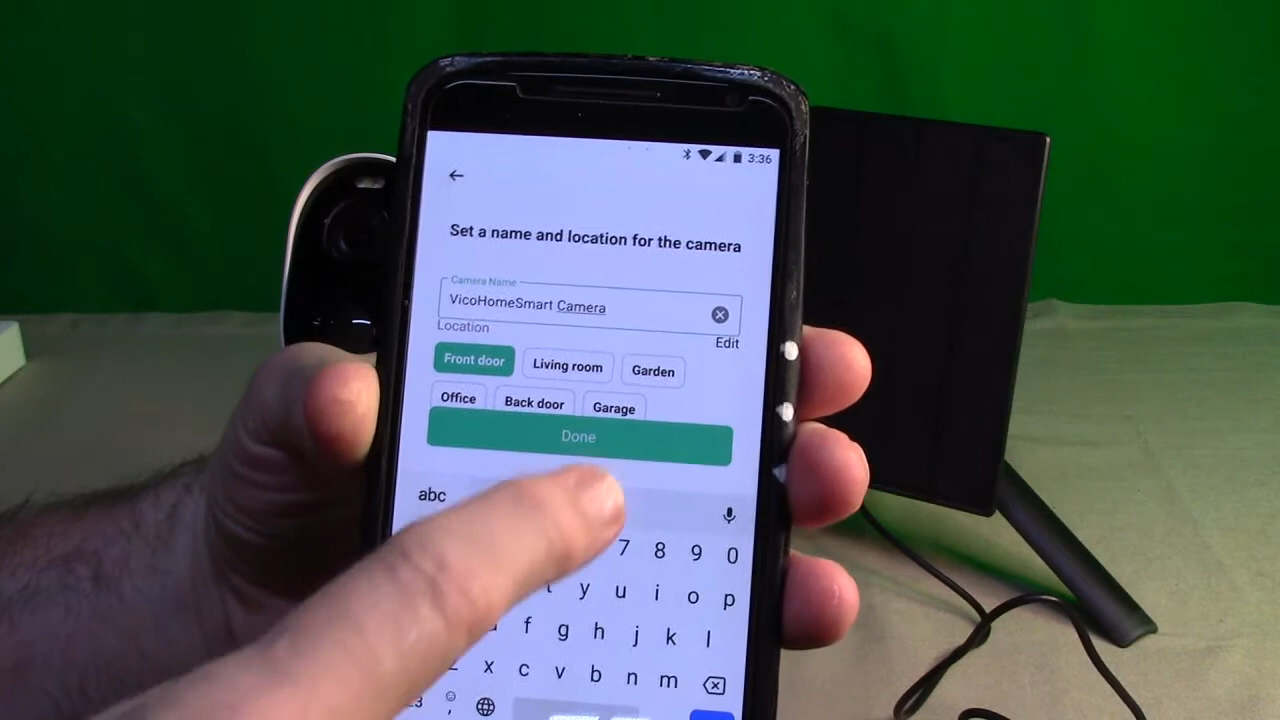 3:36
Set a name and location for the camera
Camera Name
VicoHomeSmart Camera
Location
Edit
Front door
Living room
Garden
Office
Back door
Garage
Done
abc
7 8 9 0
t y u i o p
f g h j k l
x c v b n m